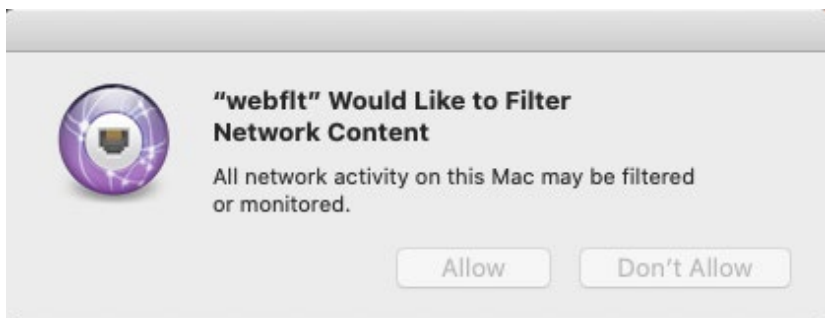 “webflt” Would Like to Filter
Network Content
All network activity on this Mac may be filtered
or monitored.
Allow
Don't Allow